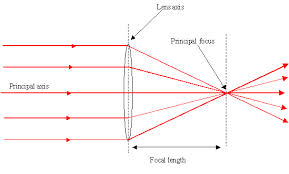 Lens axis
Principal focus
Principal axis
Focal length